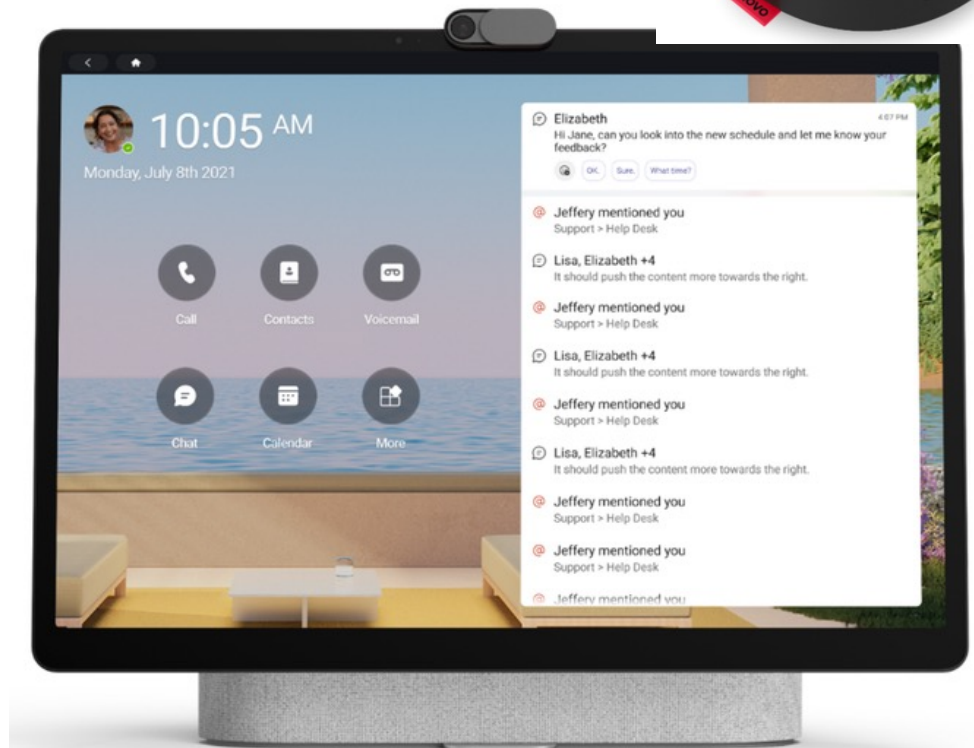 ovo
10:05 AM
Monday, July 8th 2021
Call
Contacts
Voicemail
Chat
Calendar
More
Elizabeth
4:07 PM
Hi Jane, can you look into the new schedule and let me know your
feedback?
OK.
Sure.
What time?
Jeffery mentioned you
Support > Help Desk
Lisa, Elizabeth +4
It should push the content more towards the right.
Jeffery mentioned you
Support > Help Desk
Lisa, Elizabeth +4
It should push the content more towards the right.
Jeffery mentioned you
Support > Help Desk
Lisa, Elizabeth +4
It should push the content more towards the right.
Jeffery mentioned you
Support > Help Desk
Jeffery mentioned you
Support > Help Desk
Jeffery mentioned you